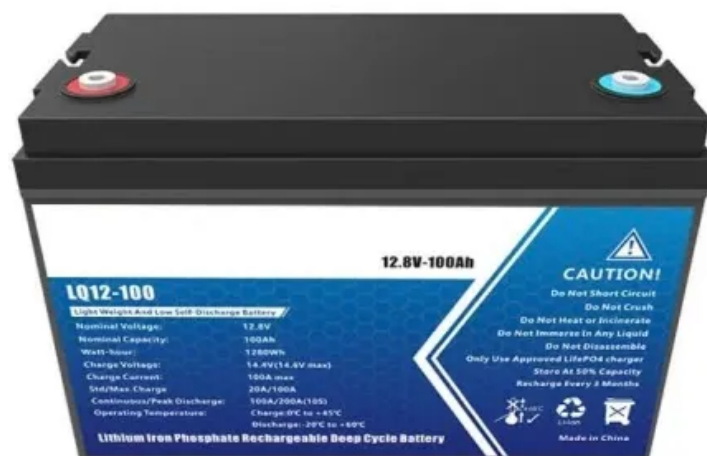 12.8V-100Ah
LQ12-100
Light Weight And Low Self-Discharge Battery
Nominal Voltage: 12.8V
Nominal Capacity: 100Ah
Watt-hour: 1280Wh
Charge Voltage: 14.4V(14.6V max)
Charge Current: 100A max
Std/Max.Charge 20A/100A
Continuous/Peak Discharge: 100A/200A(10S)
Operating Temperature: Charge:0℃ to +45℃
Discharge:-20℃ to +60℃
Lithium Iron Phosphate Rechargeable Deep Cycle Battery
CAUTION!
Do Not Short Circuit
Do Not Crush
Do Not Heat or Incinerate
Do Not Immerse In Any Liquid
Do Not Disassemble
Only Use Approved LifePO4 charger
Store At 50% Capacity
Recharge Every 3 Months
Li-ion
Made in China